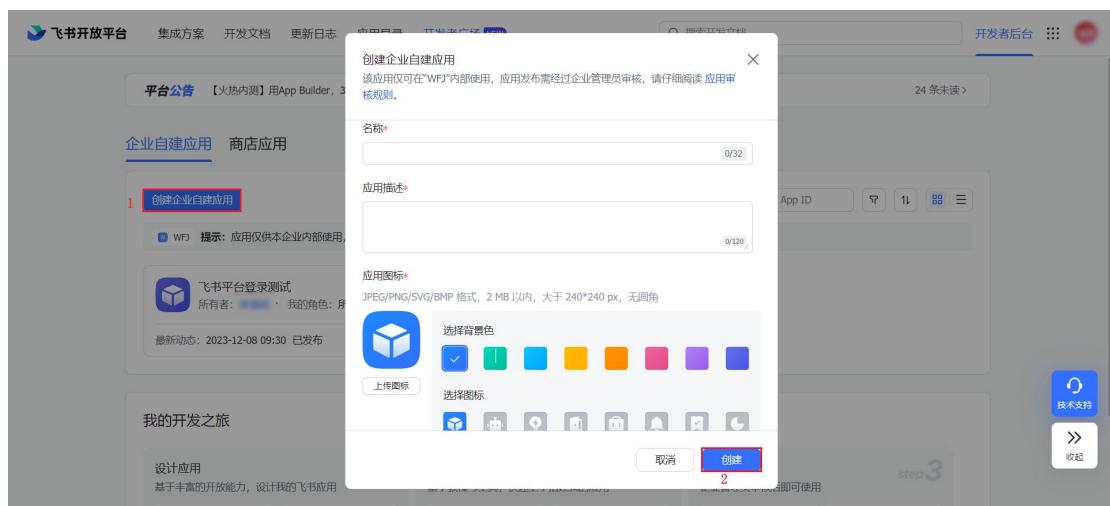 飞书开放平台 集成方案 开发文档 更新日志 开发者后台
创建企业自建应用
该应用仅可在"WFJ"内部使用，应用发布需经过企业管理员审核，请仔细阅读 应用审
核规则。
平台公告 【火热内测】用App Builder，3
24 条未读>
企业自建应用 商店应用
名称*
0/32
应用描述*
1 创建企业自建应用
App ID
WFJ 提示：应用仅供本企业内部使用，
0/120
应用图标*
JPEG/PNG/SVG/BMP 格式，2 MB 以内，大于 240*240 px，无圆角
飞书平台登录测试
所有者： · 我的角色：所
最新动态：2023-12-08 09:30 已发布
选择背景色
上传图标
选择图标
技术支持
收起
我的开发之旅
取消 创建
2
设计应用
基于丰富的开放能力，设计我的飞书应用
step 3
即可使用